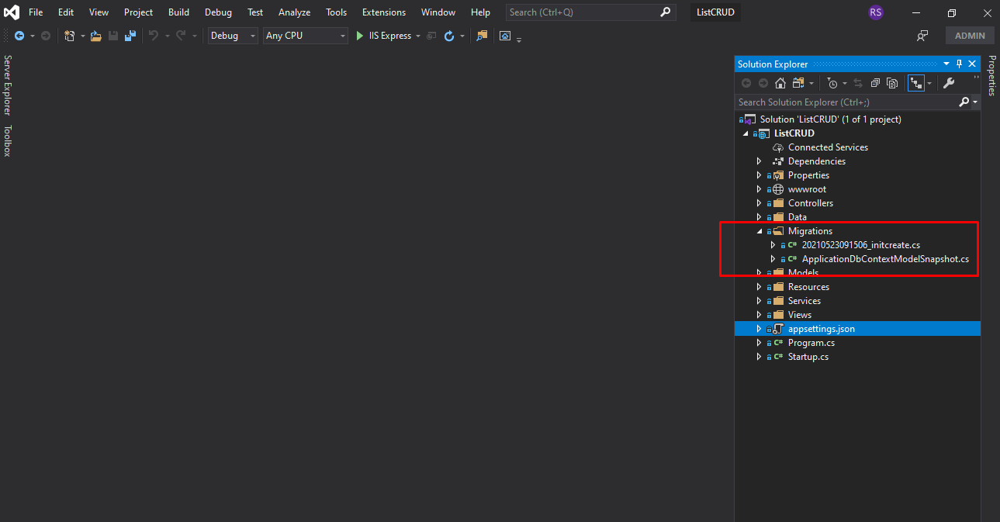 File Edit View Project Build Debug Test Analyze Tools Extensions Window Help Search (Ctrl+Q) ListCRUD RS
Debug Any CPU IIS Express ADMIN
Server Explorer
Toolbox
Solution Explorer
Search Solution Explorer (Ctrl+;)
Solution 'ListCRUD' (1 of 1 project)
ListCRUD
Connected Services
Dependencies
Properties
wwwroot
Controllers
Data
Migrations
C# 20210523091506_initcreate.cs
C# ApplicationDbContextModelSnapshot.cs
Models
Resources
Services
Views
appsettings.json
C# Program.cs
C# Startup.cs
Properties